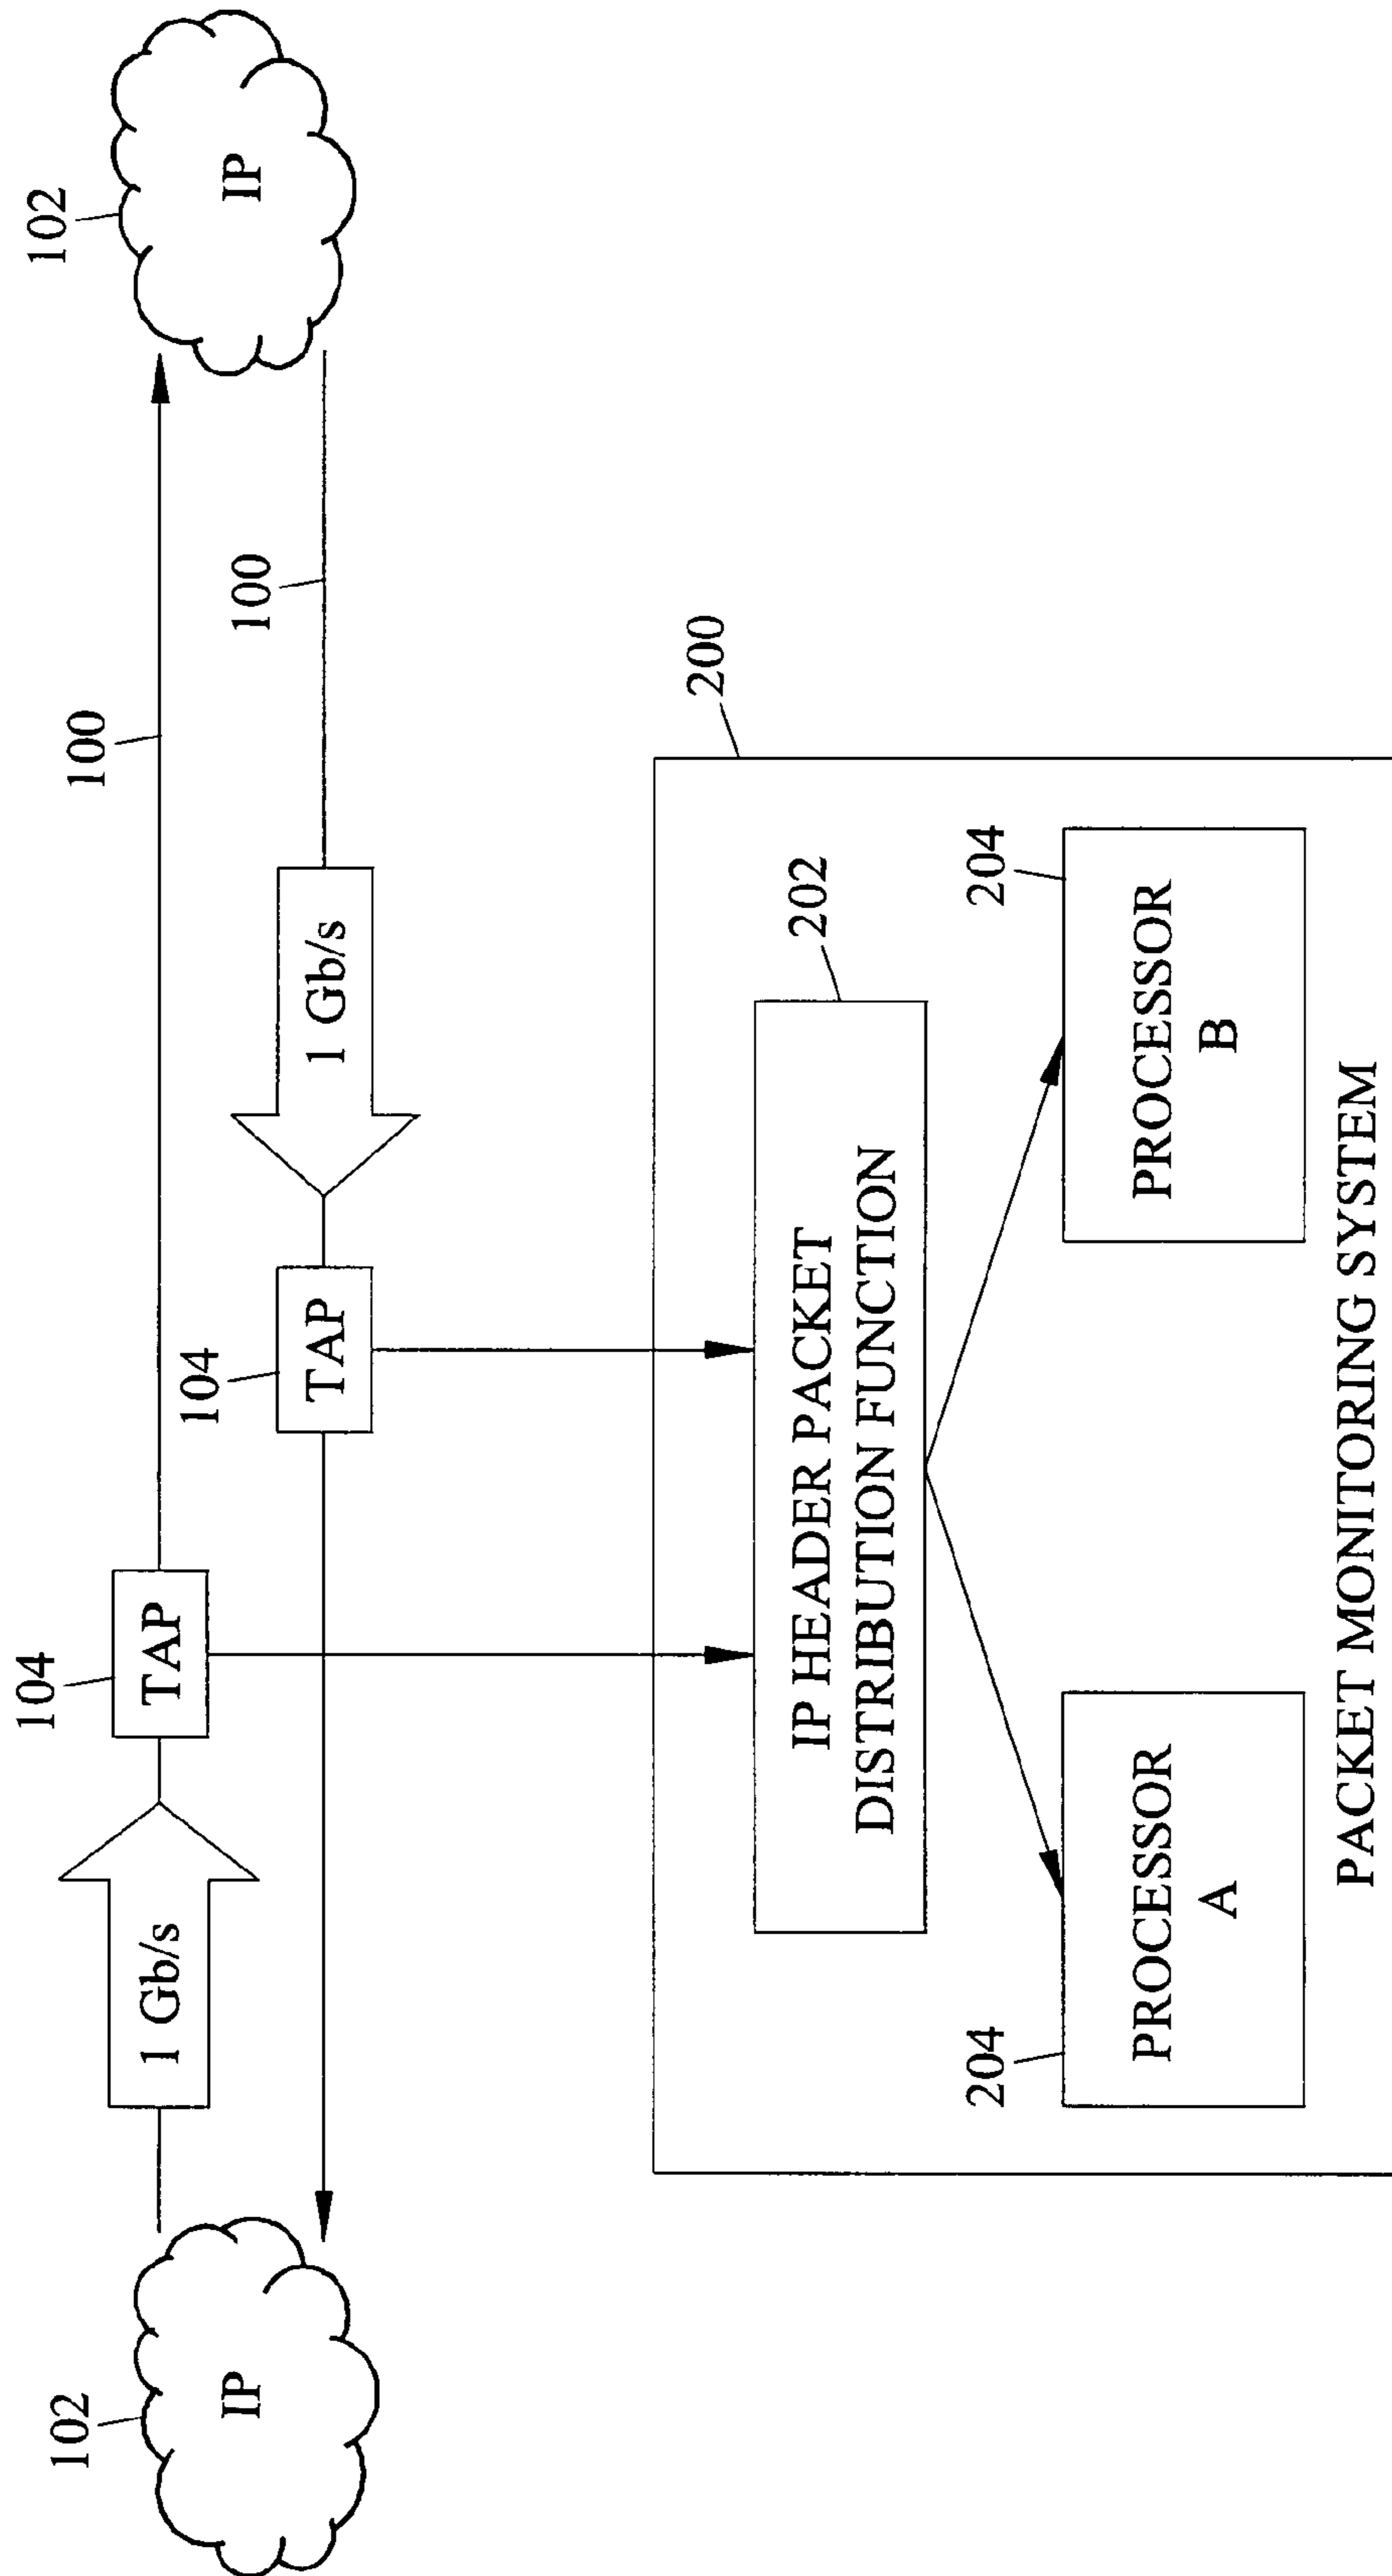 102
IP
1 Gb/s
104
TAP
100
102
IP
104
TAP
1 Gb/s
100
200
202
IP HEADER PACKET
DISTRIBUTION FUNCTION
204
PROCESSOR
A
204
PROCESSOR
B
PACKET MONITORING SYSTEM